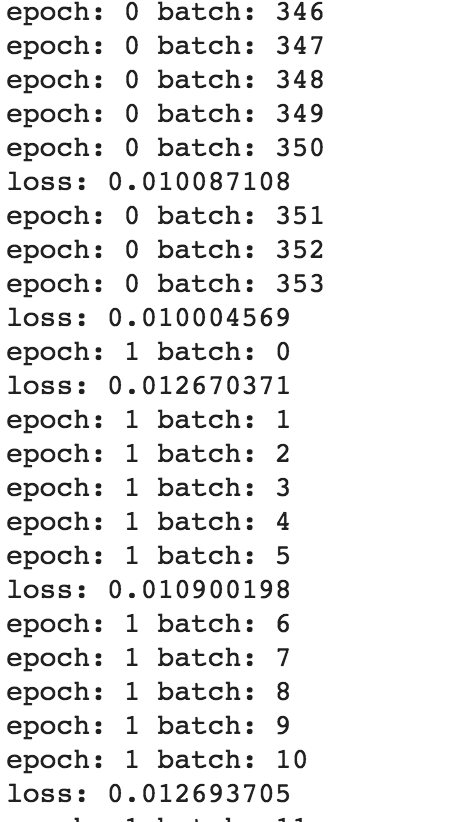 epoch: 0 batch: 346
epoch: 0 batch: 347
epoch: 0 batch: 348
epoch: 0 batch: 349
epoch: 0 batch: 350
loss: 0.010087108
epoch: 0 batch: 351
epoch: 0 batch: 352
epoch: 0 batch: 353
loss: 0.010004569
epoch: 1 batch: 0
loss: 0.012670371
epoch: 1 batch: 1
epoch: 1 batch: 2
epoch: 1 batch: 3
epoch: 1 batch: 4
epoch: 1 batch: 5
loss: 0.010900198
epoch: 1 batch: 6
epoch: 1 batch: 7
epoch: 1 batch: 8
epoch: 1 batch: 9
epoch: 1 batch: 10
loss: 0.012693705